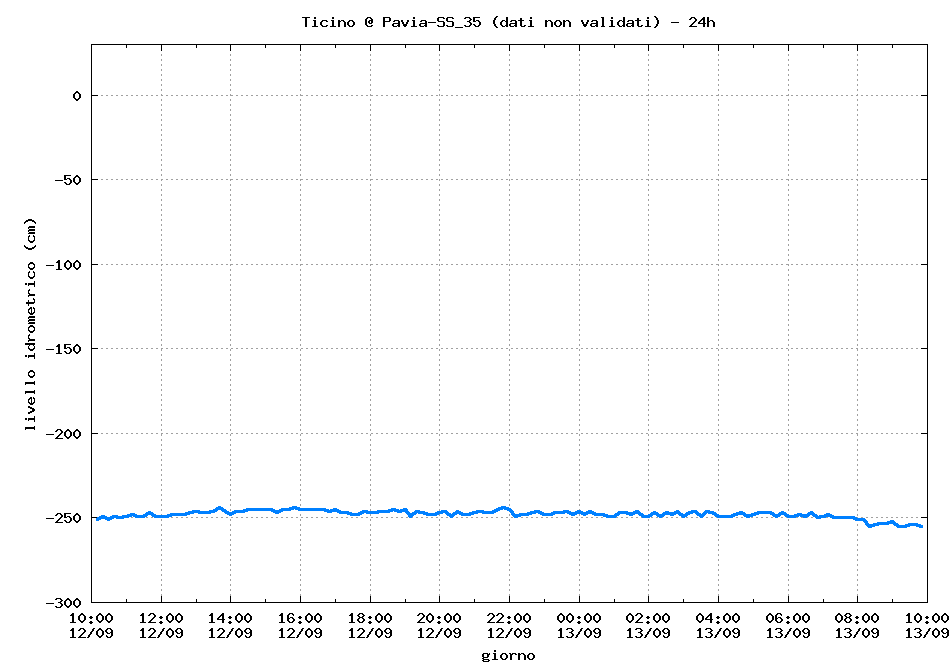 Ticino @ Pavia-SS_35 (dati non validati) - 24h
livello idrometrico (cm)
0
-50
-100
-150
-200
-250
-300
10:00 12:00 14:00 16:00 18:00 20:00 22:00 00:00 02:00 04:00 06:00 08:00 10:00
12/09 12/09 12/09 12/09 12/09 12/09 12/09 13/09 13/09 13/09 13/09 13/09 13/09
giorno